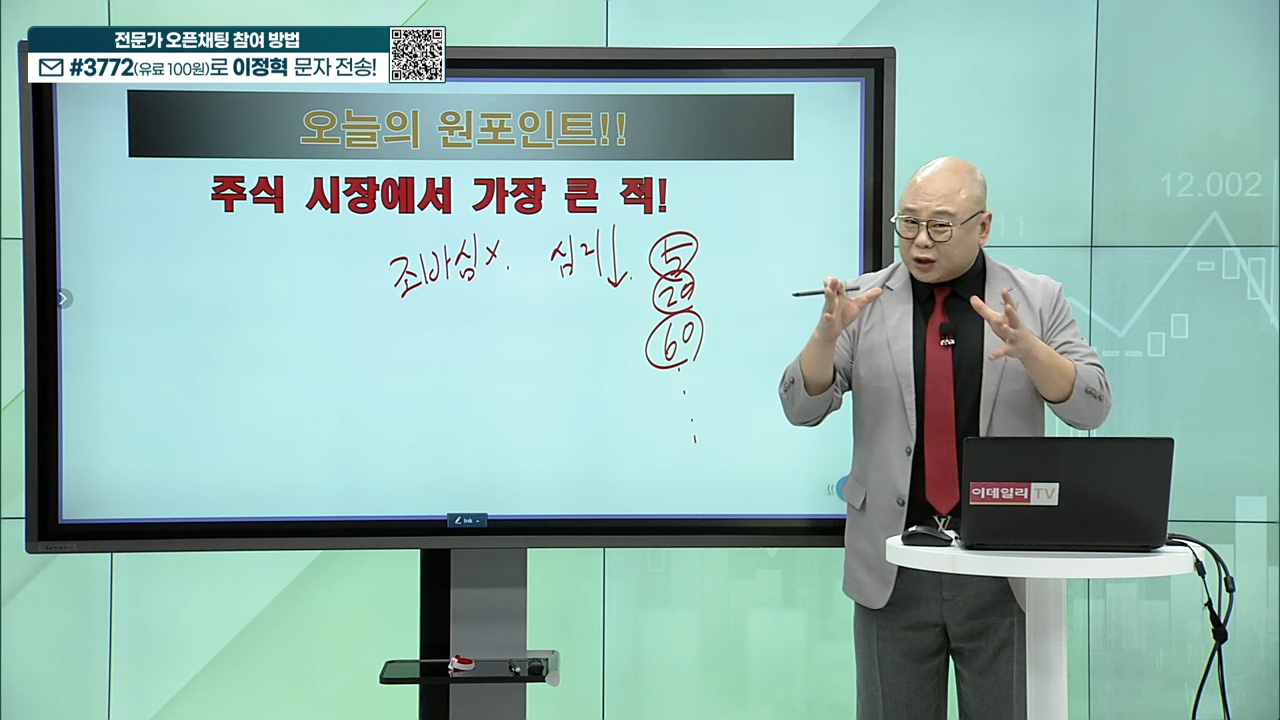 전문가 오픈채팅 참여 방법
#3772(유료 100원)로 이정혁 문자 전송!
오늘의 원포인트!!
주식 시장에서 가장 큰 적!
조바심x. 심리↓.
5
20
60
12.002
11
이데일리TV
Ink